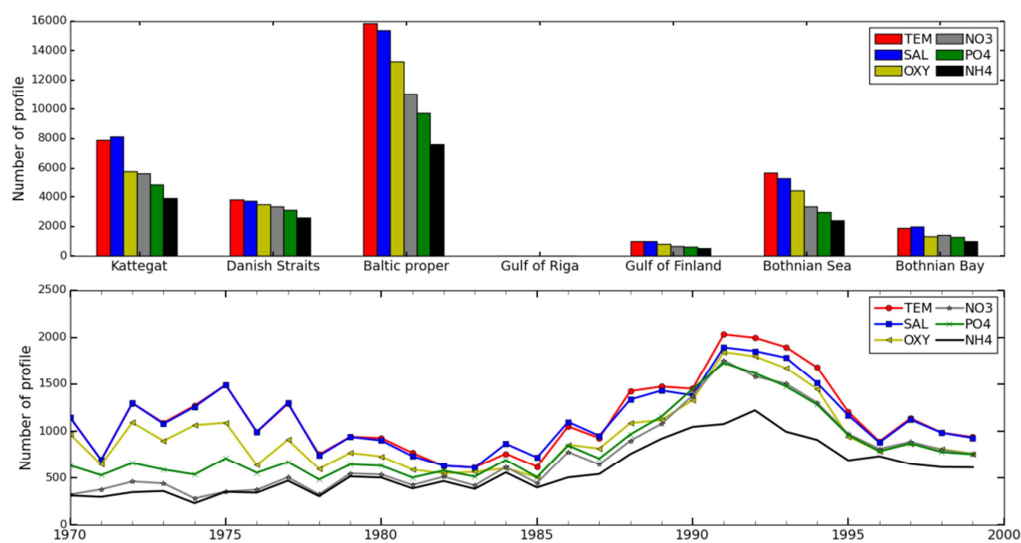 Number of profile
16000
14000
12000
10000
8000
6000
4000
2000
0
TEM NO3
SAL PO4
OXY NH4
Kattegat Danish Straits Baltic proper Gulf of Riga Gulf of Finland Bothnian Sea Bothnian Bay
Number of profile
2500
2000
1500
1000
500
0
TEM NO3
SAL PO4
OXY NH4
1970 1975 1980 1985 1990 1995 2000